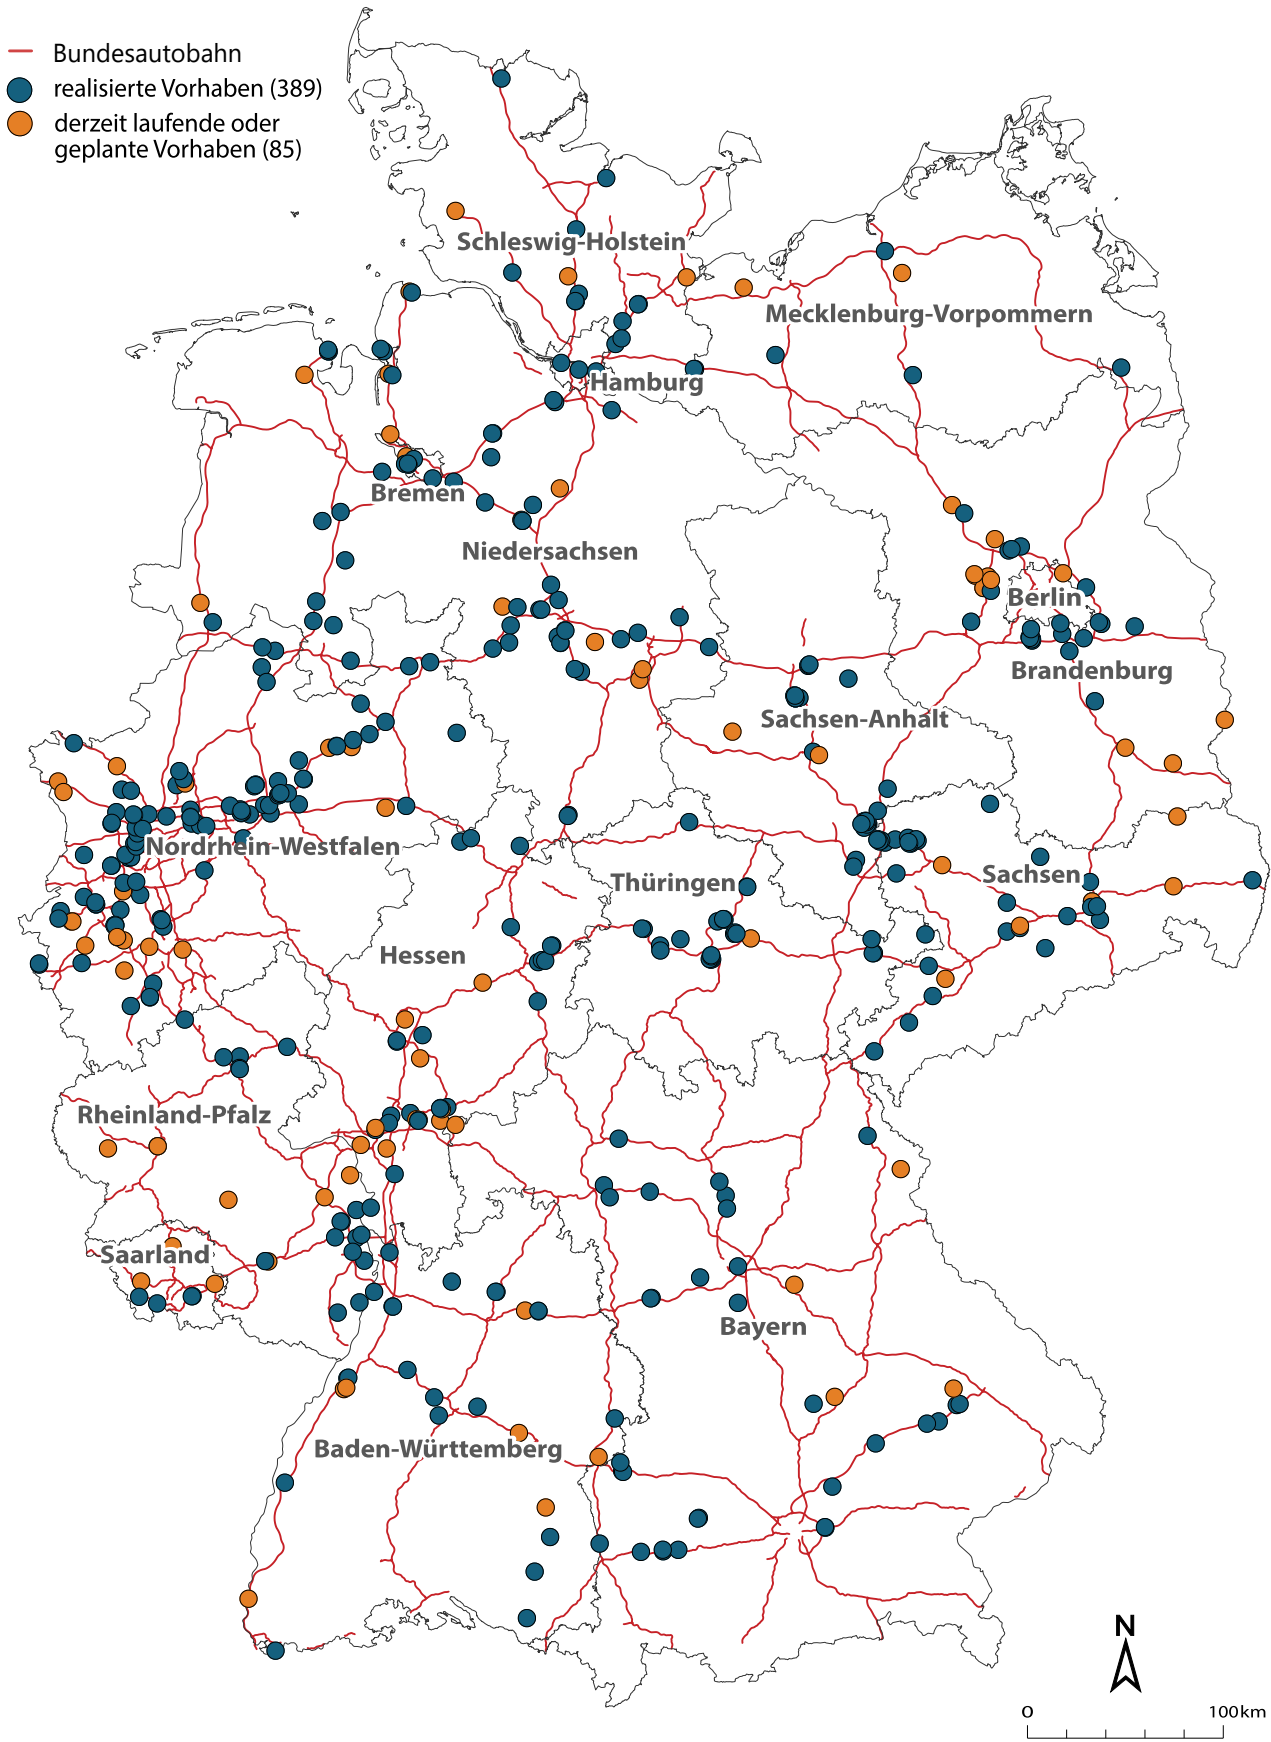 Bundesautobahn
realisierte Vorhaben (389)
derzeit laufende oder
geplante Vorhaben (85)
Schleswig-Holstein
Mecklenburg-Vorpommern
Hamburg
Bremen
Niedersachsen
Berlin
Brandenburg
Sachsen-Anhalt
Nordrhein-Westfalen
Thüringen
Sachsen
Hessen
Rheinland-Pfalz
Saarland
Bayern
Baden-Württemberg
N
0 100km